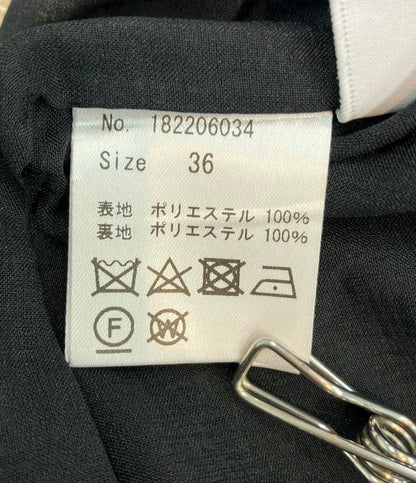 No. 182206034
Size 36
表地 ポリエステル 100%
裏地 ポリエステル 100%
F W